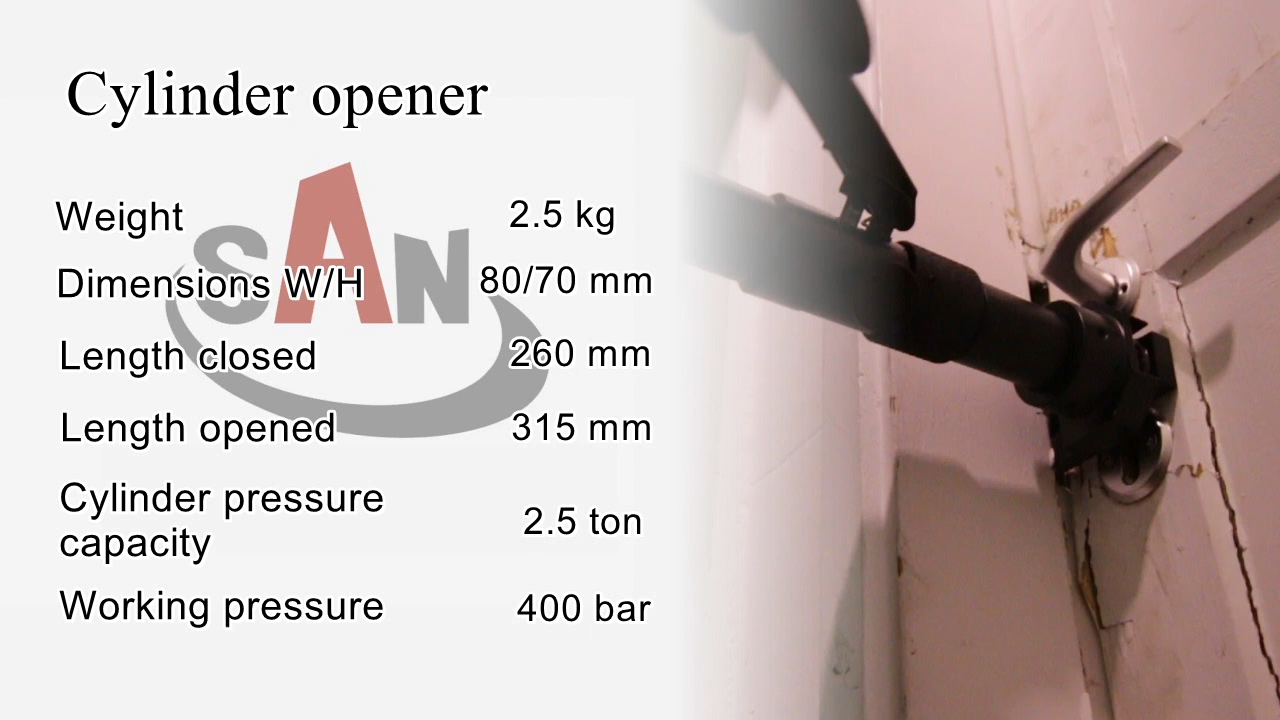 Cylinder opener
SAN
Weight 2.5 kg
Dimensions W/H 80/70 mm
Length closed 260 mm
Length opened 315 mm
Cylinder pressure
capacity 2.5 ton
Working pressure 400 bar